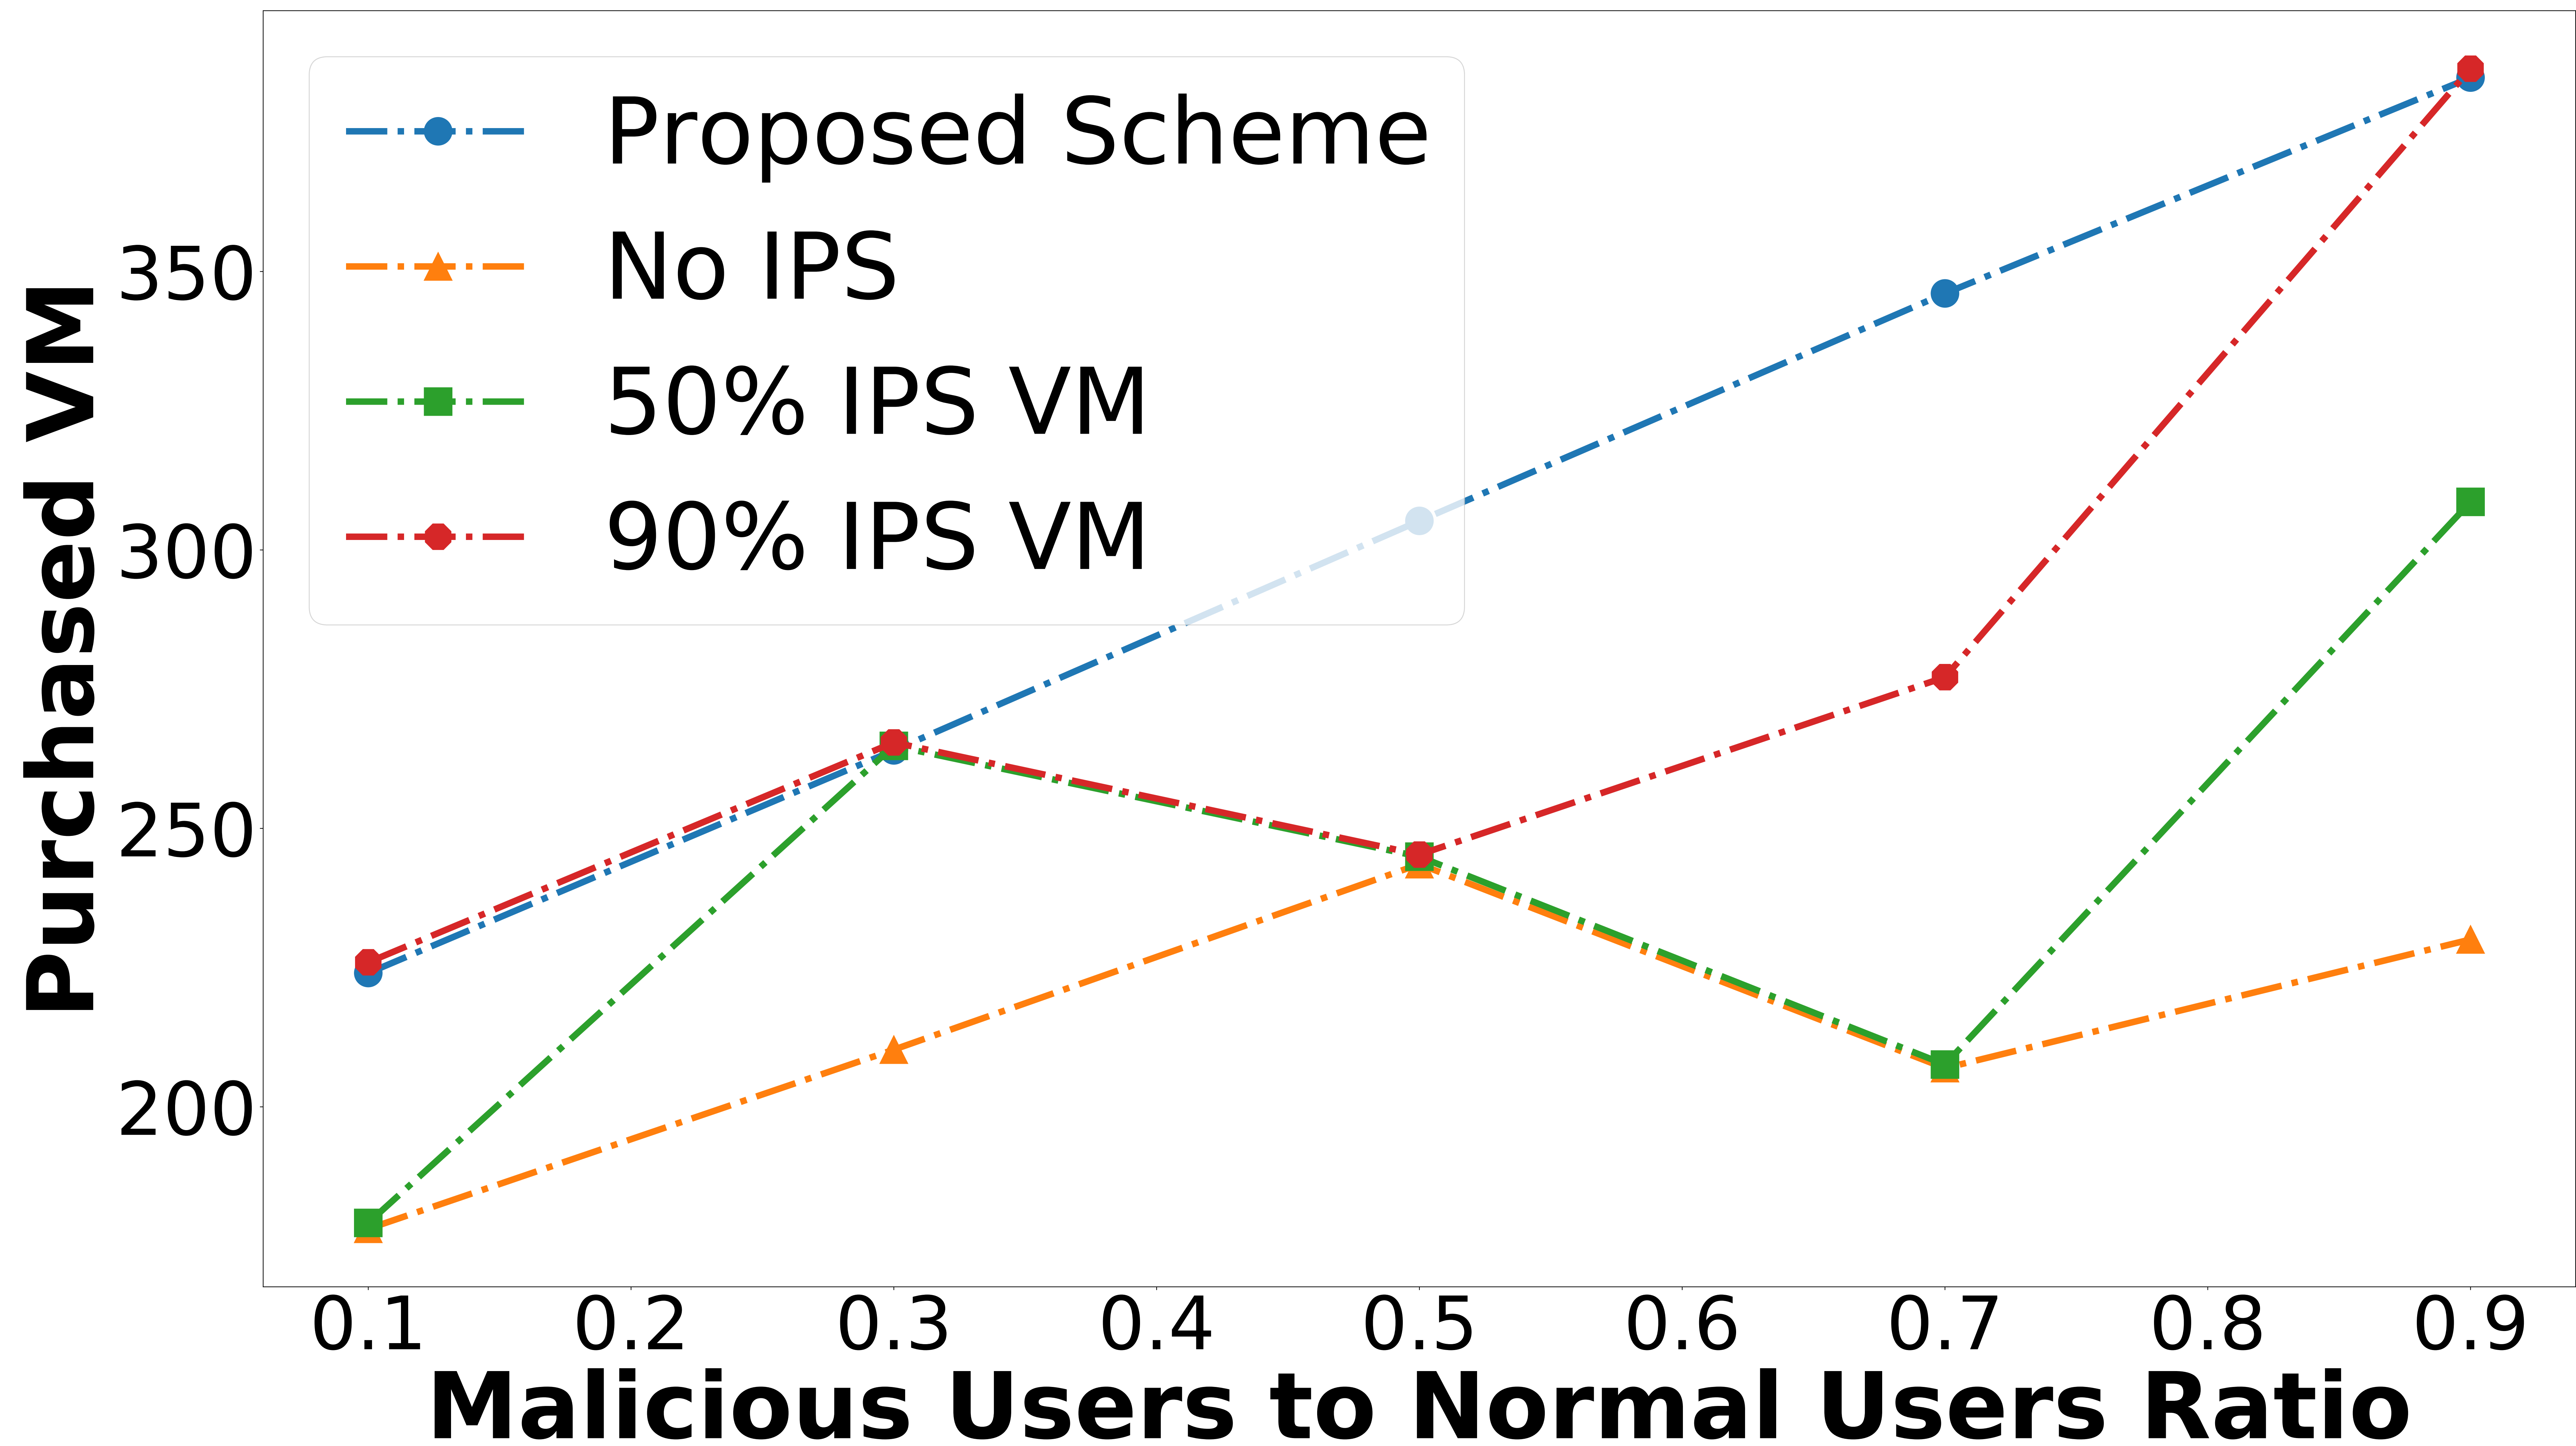 Proposed Scheme
No IPS
50% IPS VM
90% IPS VM
Purchased VM
350
300
250
200
0.1 0.2 0.3 0.4 0.5 0.6 0.7 0.8 0.9
Malicious Users to Normal Users Ratio